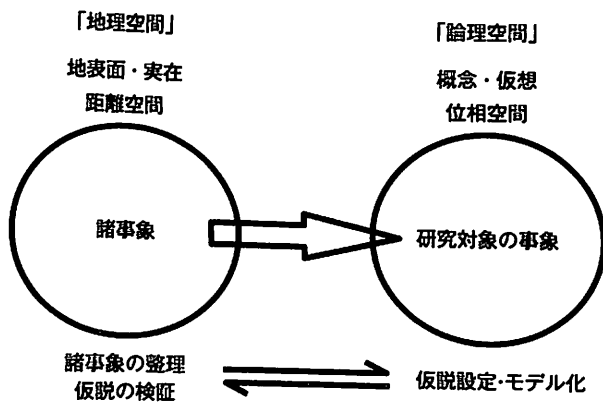 「地理空間」
地表面・実在
距離空間
諸事象
諸事象の整理
仮説の検証
「論理空間」
概念・仮想
位相空間
研究対象の事象
仮説設定・モデル化